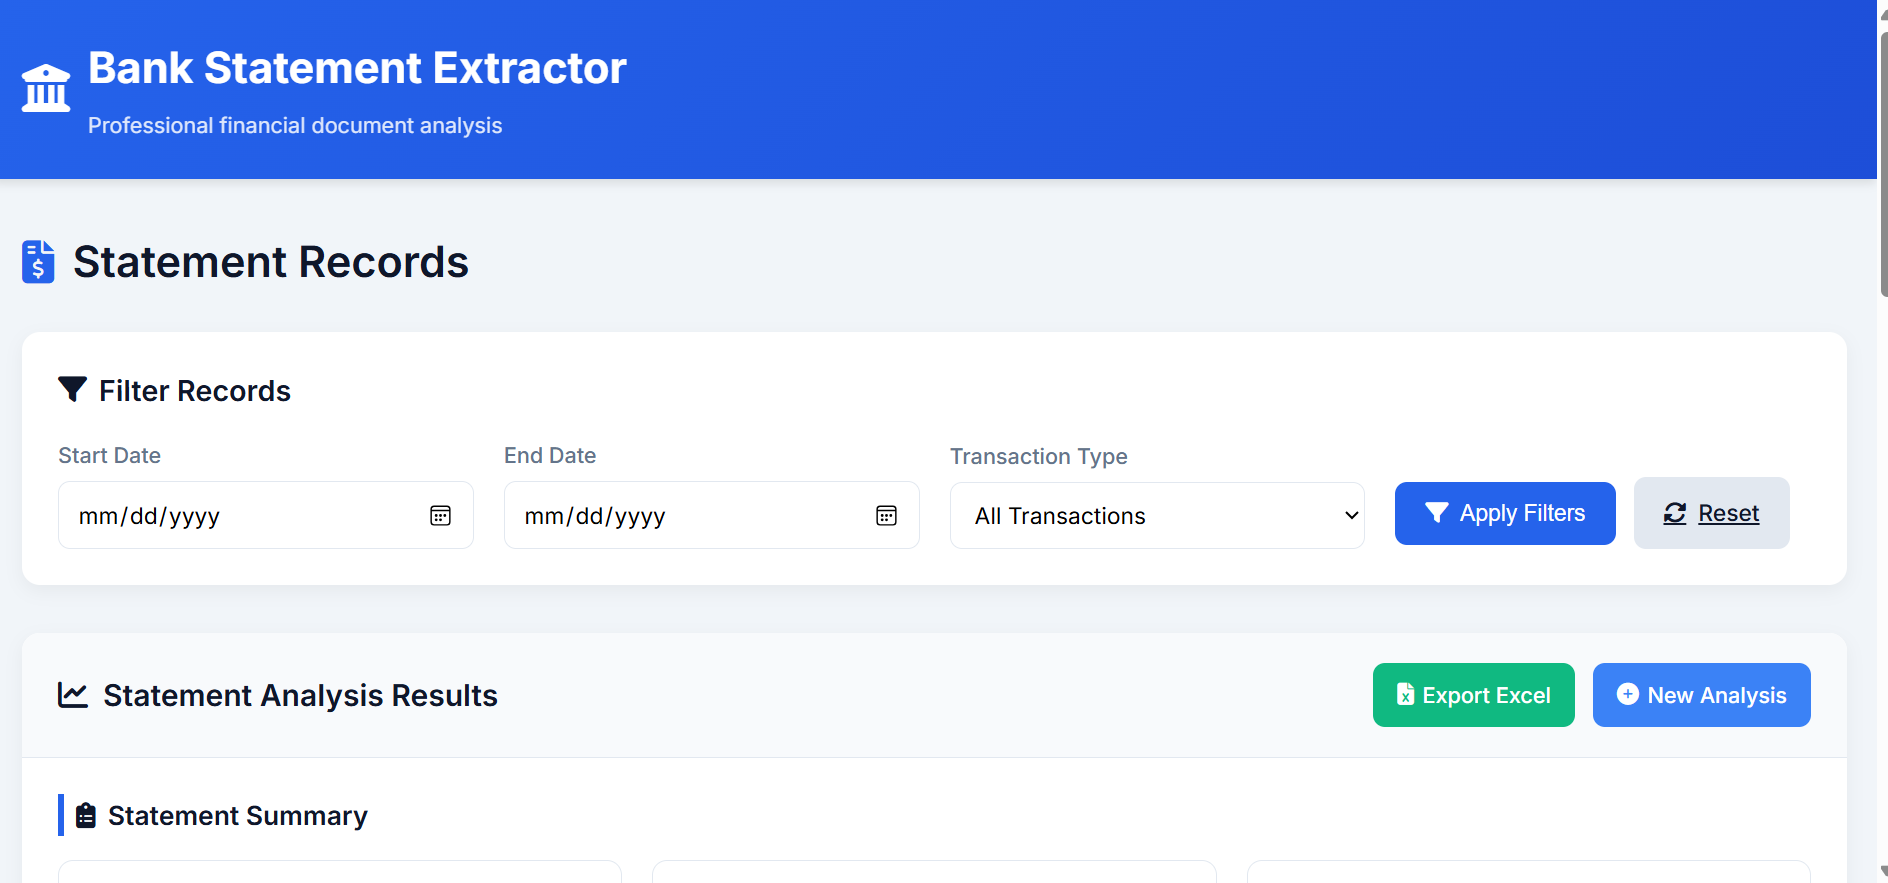 Bank Statement Extractor
Professional financial document analysis
Statement Records
Filter Records
Start Date
mm/dd/yyyy
End Date
mm/dd/yyyy
Transaction Type
All Transactions
Apply Filters
Reset
Statement Analysis Results
Export Excel
New Analysis
Statement Summary